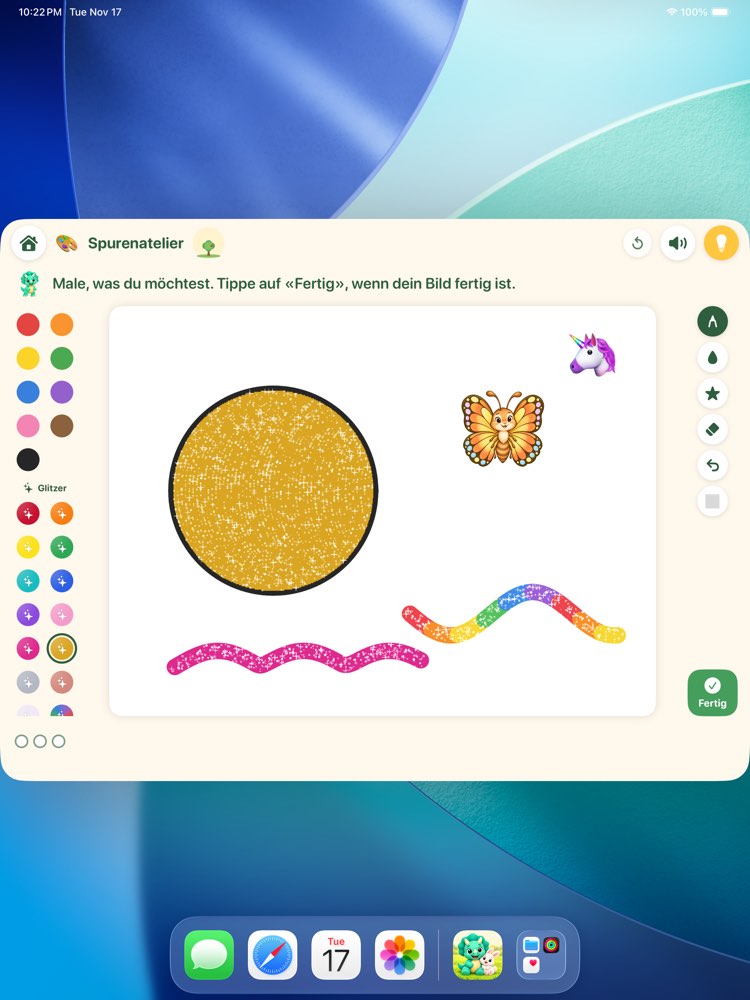 10:22 PM Tue Nov 17
100%
Spurenatelier
Male, was du möchtest. Tippe auf «Fertig», wenn dein Bild fertig ist.
Glitzer
Fertig
Tue
17